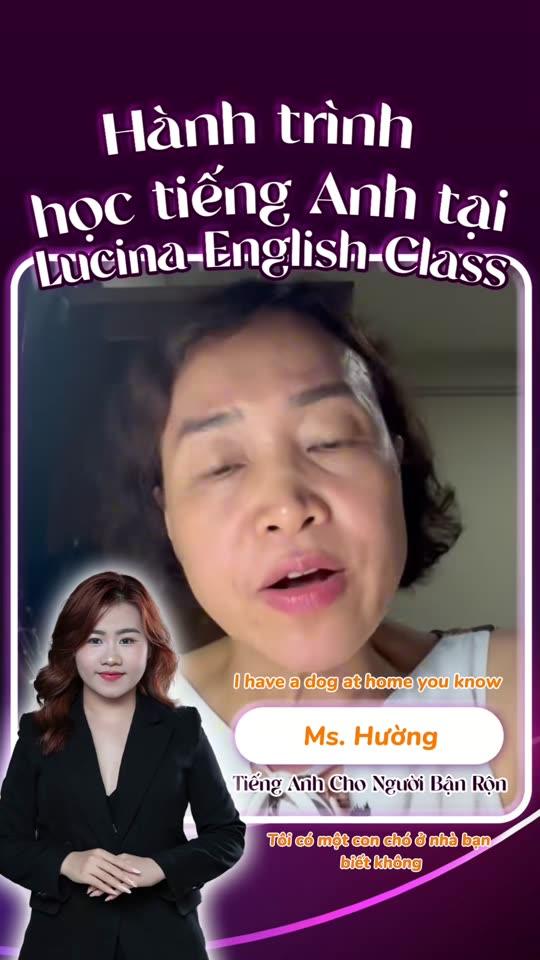 Hành trình
học tiếng Anh tại
Lucina English Class
I have a dog at home you know
Ms. Hường
Tiếng Anh Cho Người Bận Rộn
Tôi có một con chó ở nhà bạn
biết không